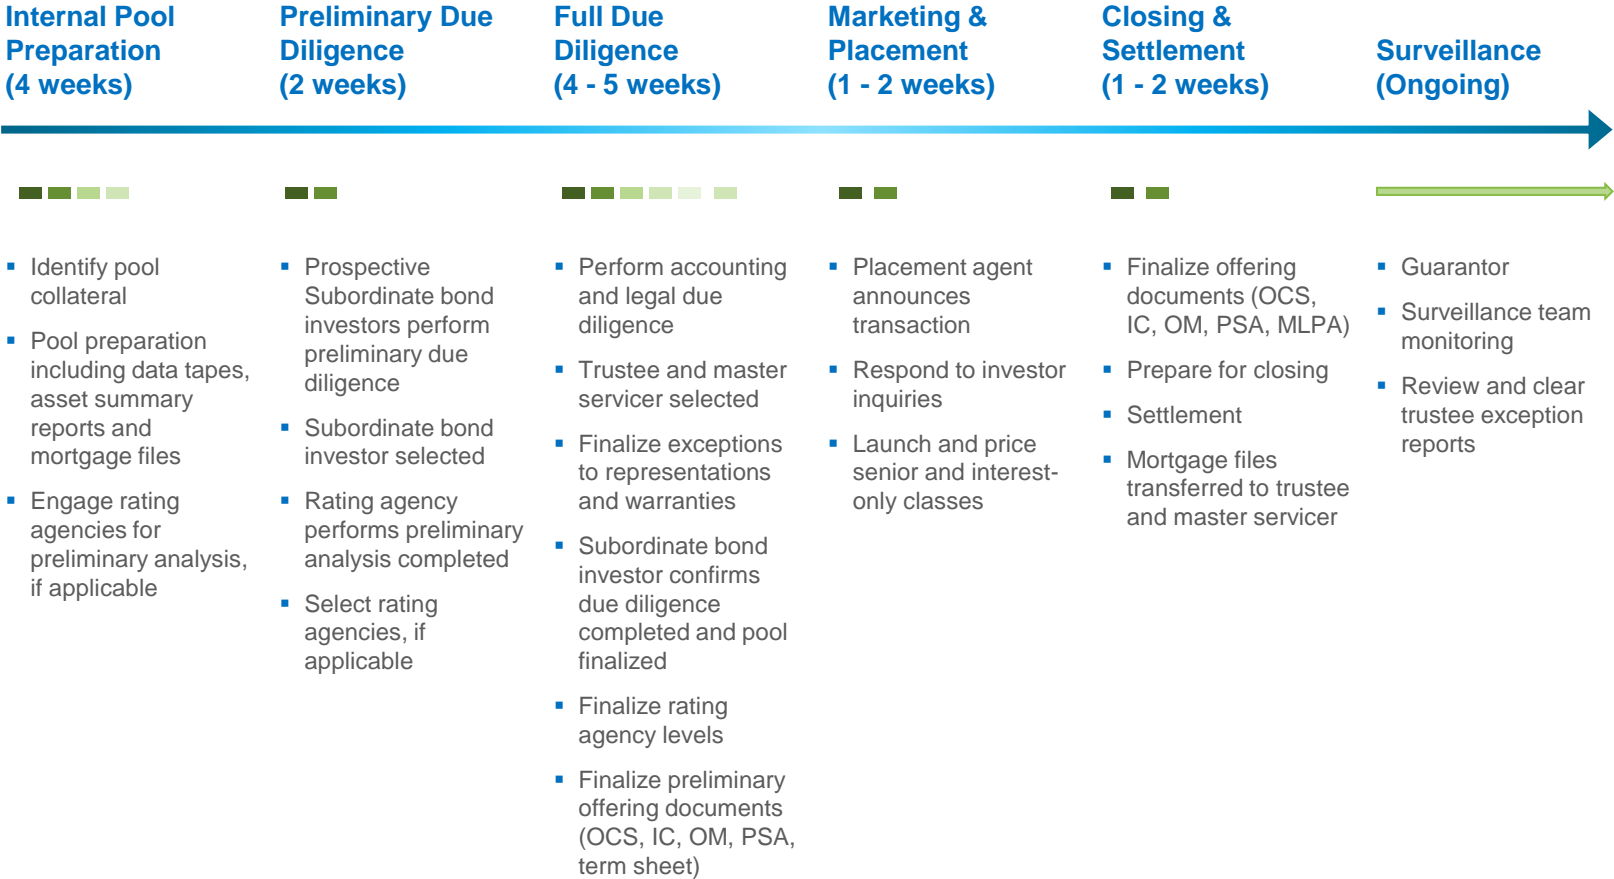 Internal Pool
Preparation
(4 weeks)
Preliminary Due
Diligence
(2 weeks)
Full Due
Diligence
(4 - 5 weeks)
Marketing &
Placement
(1 - 2 weeks)
Closing &
Settlement
(1 - 2 weeks)
Surveillance
(Ongoing)
▪ Identify pool
collateral
▪ Pool preparation
including data tapes,
asset summary
reports and
mortgage files
▪ Engage rating
agencies for
preliminary analysis,
if applicable
▪ Prospective
Subordinate bond
investors perform
preliminary due
diligence
▪ Subordinate bond
investor selected
▪ Rating agency
performs preliminary
analysis completed
▪ Select rating
agencies, if
applicable
▪ Perform accounting
and legal due
diligence
▪ Trustee and master
servicer selected
▪ Finalize exceptions
to representations
and warranties
▪ Subordinate bond
investor confirms
due diligence
completed and pool
finalized
▪ Finalize rating
agency levels
▪ Finalize preliminary
offering documents
(OCS, IC, OM, PSA,
term sheet)
▪ Placement agent
announces
transaction
▪ Respond to investor
inquiries
▪ Launch and price
senior and interest-
only classes
▪ Finalize offering
documents (OCS,
IC, OM, PSA, MLPA)
▪ Prepare for closing
▪ Settlement
▪ Mortgage files
transferred to trustee
and master servicer
▪ Guarantor
▪ Surveillance team
monitoring
▪ Review and clear
trustee exception
reports